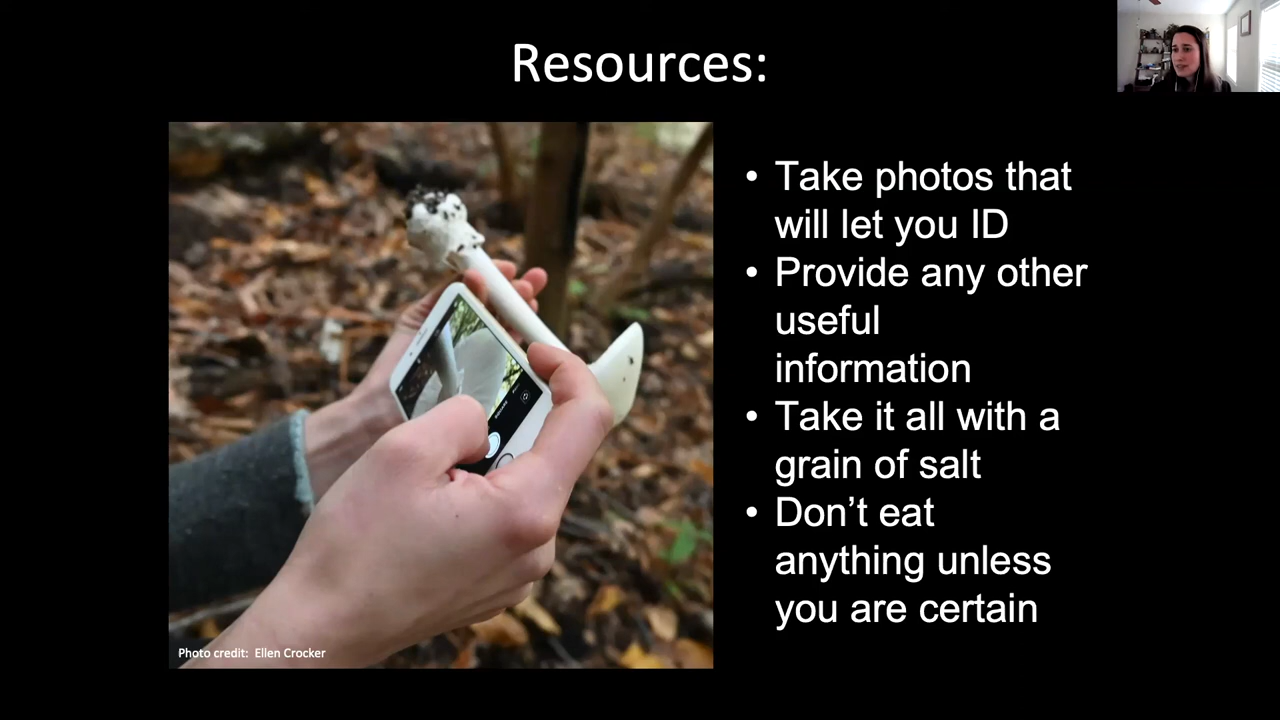 Resources:
• Take photos that
will let you ID
• Provide any other
useful
information
• Take it all with a
grain of salt
• Don’t eat
anything unless
you are certain
Photo credit: Ellen Crocker